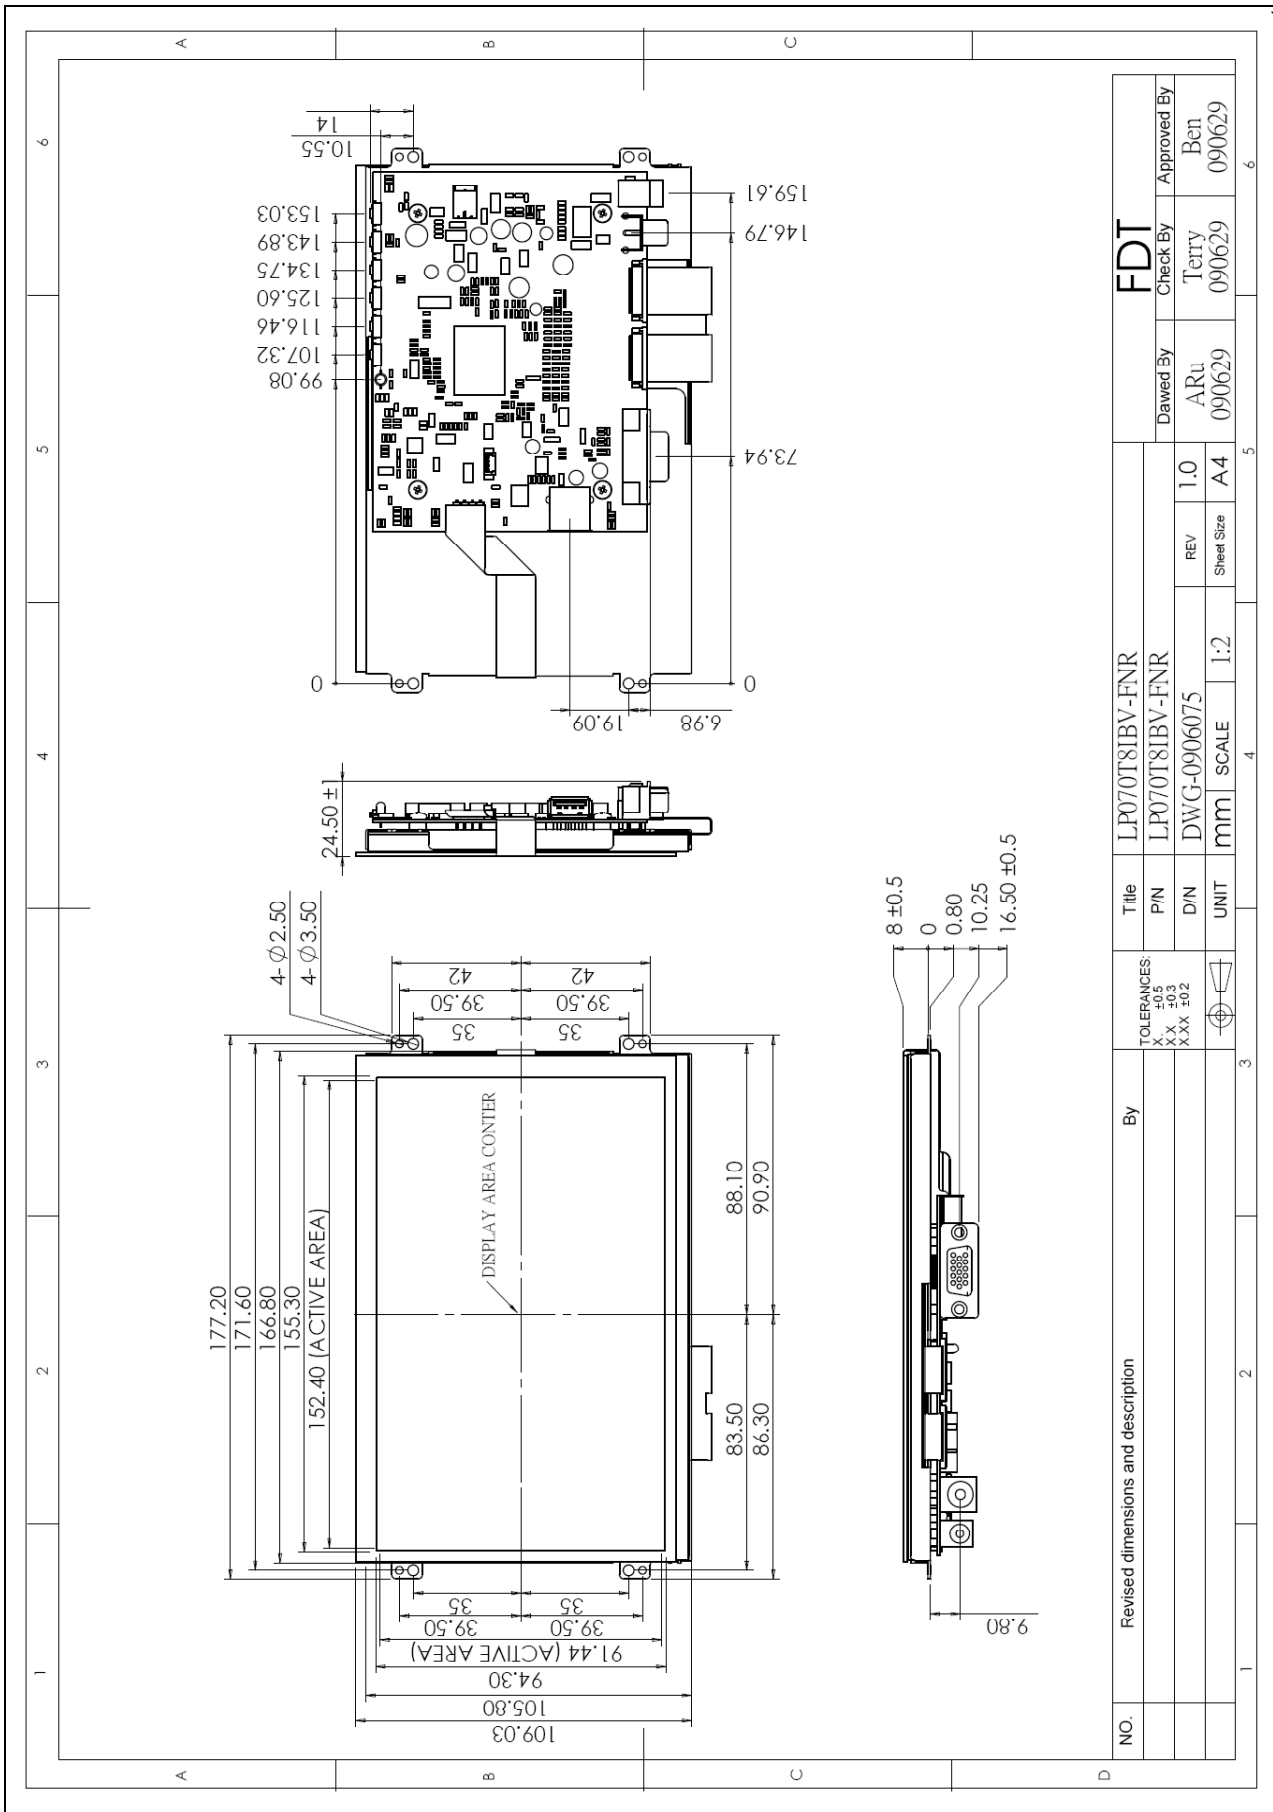 A
B
C
6
5
4
3
2
1
14
10.55
153.03
143.89
134.75
125.60
116.46
107.32
99.08
0
159.61
146.79
73.94
0
19.09
6.98
24.50 ±1
4-Ø2.50
4-Ø3.50
42
42
39.50
39.50
35
35
177.20
171.60
166.80
155.30
152.40 (ACTIVE AREA)
DISPLAY AREA CONTER
88.10
90.90
83.50
86.30
35
35
39.50
39.50
91.44 (ACTIVE AREA)
94.30
105.80
109.03
8 ±0.5
0
0.80
10.25
16.50 ±0.5
9.80
NO.
Revised dimensions and description
By
TOLERANCES:
X. ±0.5
X.X ±0.3
X.XX ±0.2
Title
LP070T8IBV-FNR
P/N
LP070T8IBV-FNR
D/N
DWG-0906075
REV
1.0
UNIT
mm
SCALE
1:2
Sheet Size
A4
FDT
Dawed By
Check By
Approved By
ARu
Terry
Ben
090629
090629
090629
A
B
C
D
1
2
3
4
5
6